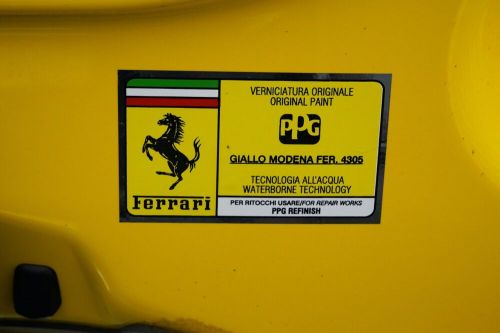 VERNICIATURA ORIGINALE
ORIGINAL PAINT
PPG
GIALLO MODENA FER. 4305
TECNOLOGIA ALL'ACQUA
WATERBORNE TECHNOLOGY
Ferrari
PER RITOCCHI USARE/FOR REPAIR WORKS
PPG REFINISH